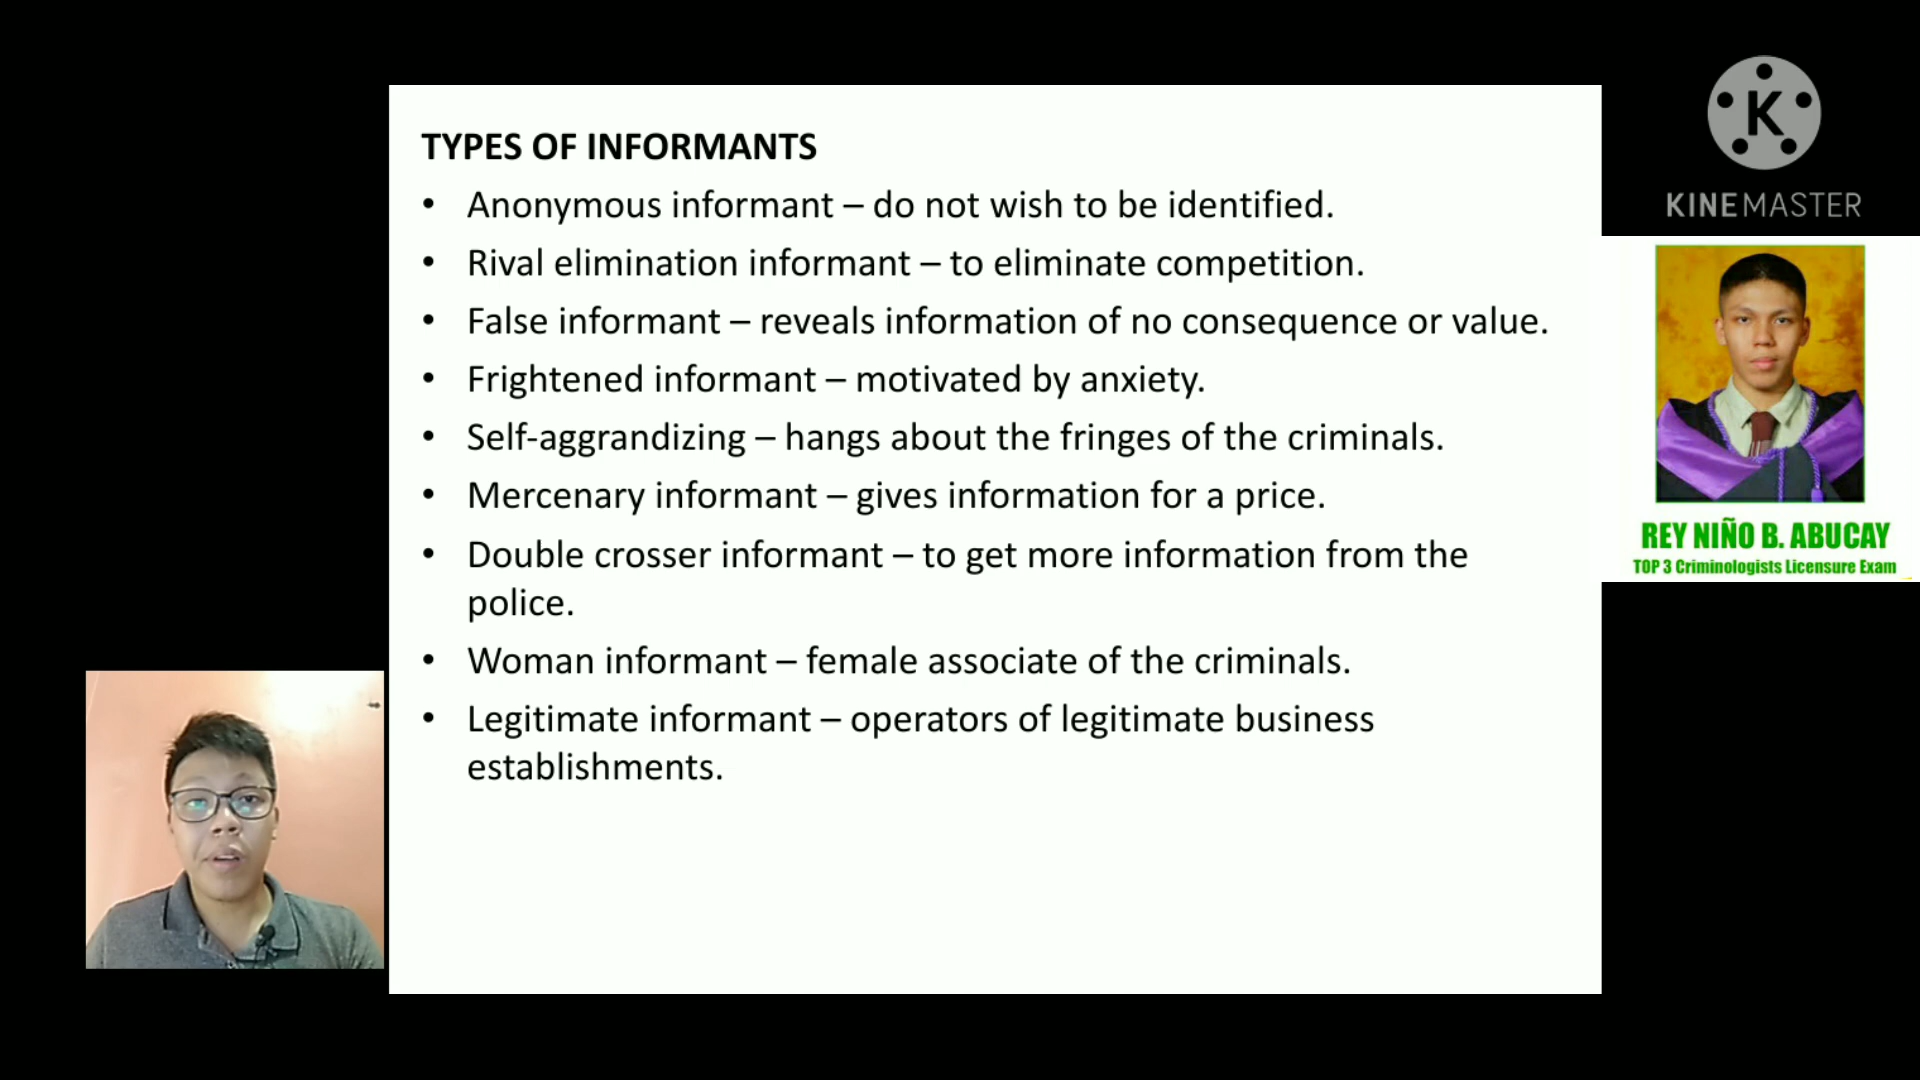 TYPES OF INFORMANTS
• Anonymous informant – do not wish to be identified.
• Rival elimination informant – to eliminate competition.
• False informant – reveals information of no consequence or value.
• Frightened informant – motivated by anxiety.
• Self-aggrandizing – hangs about the fringes of the criminals.
• Mercenary informant – gives information for a price.
• Double crosser informant – to get more information from the
police.
• Woman informant – female associate of the criminals.
• Legitimate informant – operators of legitimate business
establishments.
K
KINEMASTER
REY NIÑO B. ABUCAY
TOP 3 Criminologists Licensure Exam